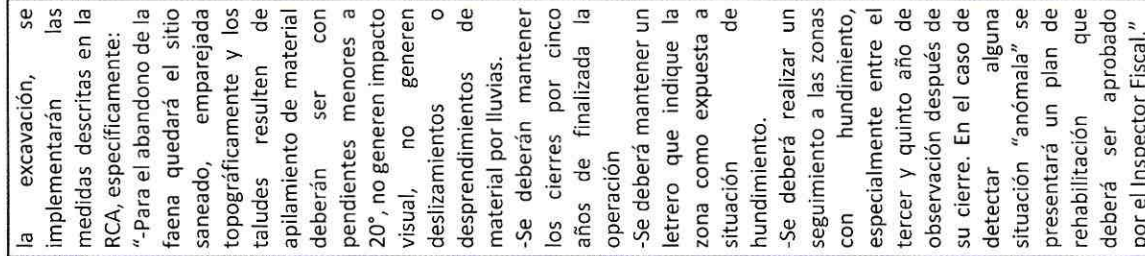 la excavación, se
implementarán las
medidas descritas en la
RCA, específicamente:
"-Para el abandono de la
faena quedará el sitio
saneado, emparejada
topográficamente y los
taludes resulten de
apilamiento de material
deberán ser con
pendientes menores a
20°, no generen impacto
visual, no generen
deslizamientos o
desprendimientos de
material por lluvias.
-Se deberán mantener
los cierres por cinco
años de finalizada la
operación
-Se deberá mantener un
letrero que indique la
zona como expuesta a
situación de
hundimiento.
-Se deberá realizar un
seguimiento a las zonas
con hundimiento,
especialmente entre el
tercer y quinto año de
observación después de
su cierre. En el caso de
detectar alguna
situación "anómala" se
presentará un plan de
rehabilitación que
deberá ser aprobado
por el Inspector Fiscal."